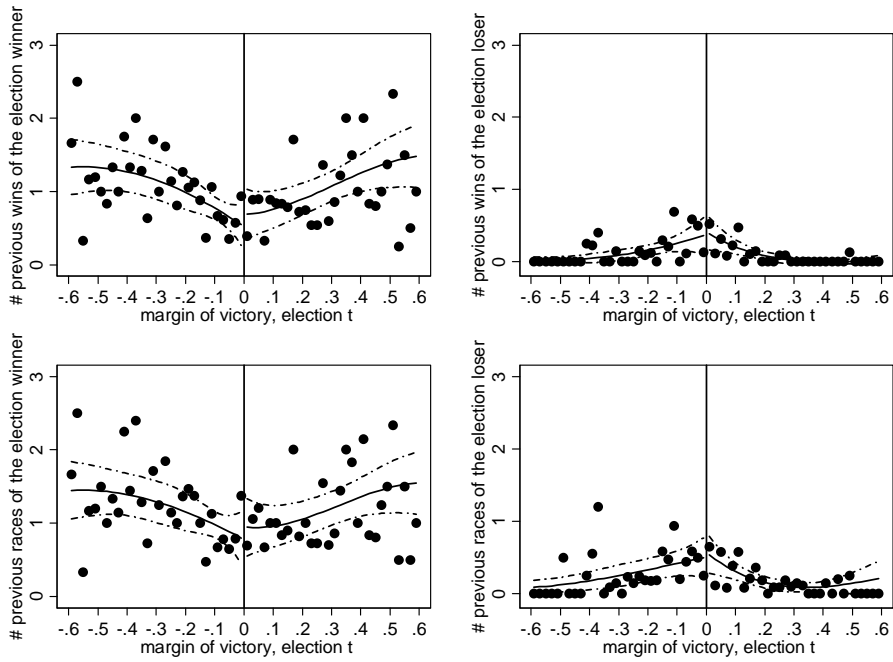 # previous wins of the election winner
3
2
1
0
-.6 -.5 -.4 -.3 -.2 -.1 0 .1 .2 .3 .4 .5 .6
margin of victory, election t
# previous wins of the election loser
3
2
1
0
-.6 -.5 -.4 -.3 -.2 -.1 0 .1 .2 .3 .4 .5 .6
margin of victory, election t
# previous races of the election winner
3
2
1
0
-.6 -.5 -.4 -.3 -.2 -.1 0 .1 .2 .3 .4 .5 .6
margin of victory, election t
# previous races of the election loser
3
2
1
0
-.6 -.5 -.4 -.3 -.2 -.1 0 .1 .2 .3 .4 .5 .6
margin of victory, election t